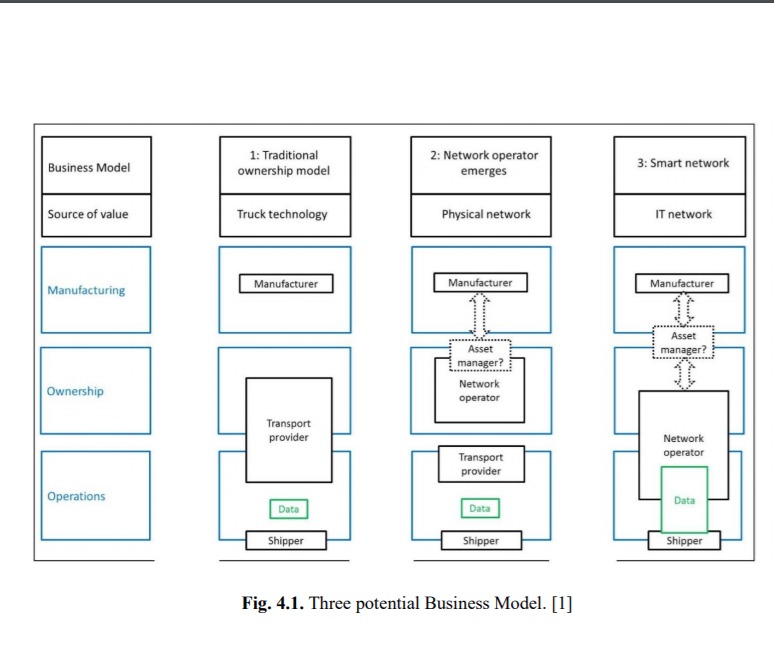 Business Model
1: Traditional
ownership model
2: Network operator
emerges
3: Smart network
Source of value
Truck technology
Physical network
IT network
Manufacturing
Manufacturer
Manufacturer
Manufacturer
Asset
manager?
Asset
manager?
Ownership
Network
operator
Transport
provider
Network
operator
Transport
provider
Operations
Data
Data
Data
Shipper
Shipper
Shipper
Fig. 4.1. Three potential Business Model. [1]